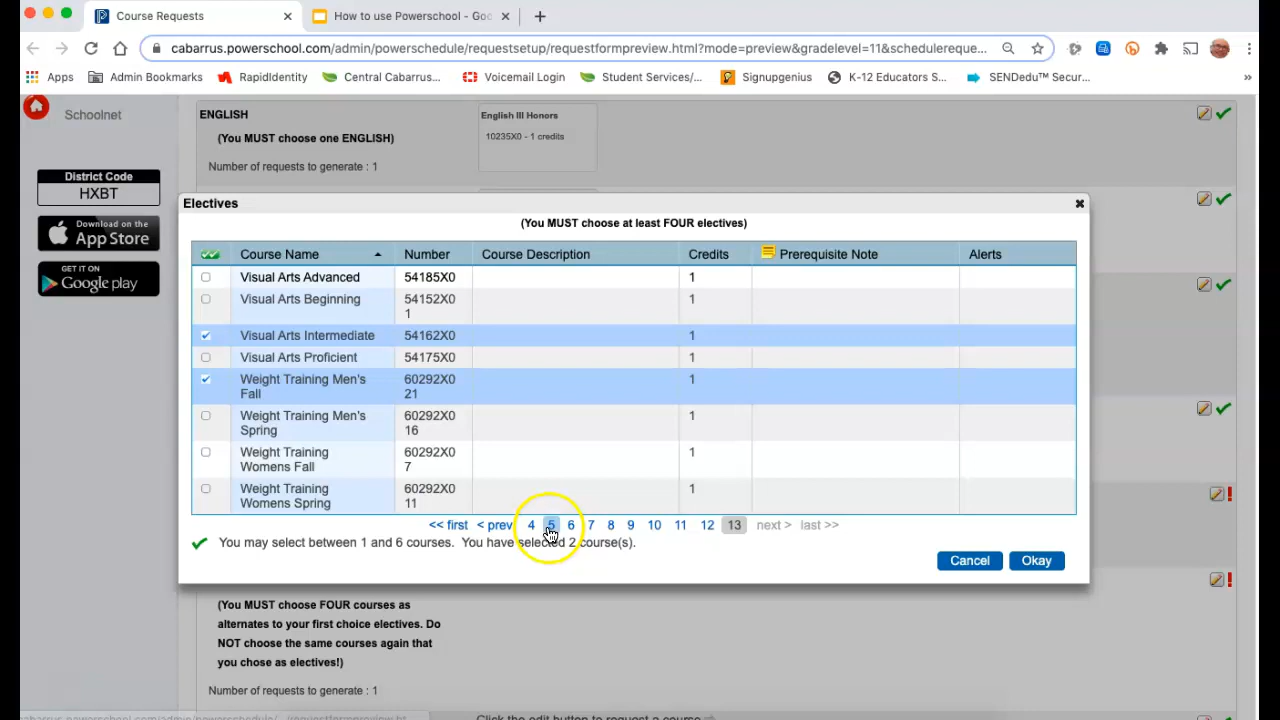 Course Requests
How to use Powerschool - Goo
cabarrus.powerschool.com/admin/powerschedule/requestsetup/requestformpreview.html?mode=preview&gradelevel=11&schedulereque...
Apps
Admin Bookmarks
RapidIdentity
Central Cabarrus...
Voicemail Login
Student Services/...
Signupgenius
K-12 Educators S...
SENDedu™ Secur...
»
Schoolnet
District Code
HXBT
Download on the
App Store
GET IT ON
Google play
ENGLISH
(You MUST choose one ENGLISH)
Number of requests to generate : 1
English III Honors
10235X0 - 1 credits
Electives
(You MUST choose at least FOUR electives)
Course Name Number Course Description Credits Prerequisite Note Alerts
Visual Arts Advanced 54185X0 1
Visual Arts Beginning 54152X0 1
1
Visual Arts Intermediate 54162X0 1
Visual Arts Proficient 54175X0 1
Weight Training Men's 60292X0 1
Fall 21
Weight Training Men's 60292X0 1
Spring 16
Weight Training 60292X0 1
Womens Fall 7
Weight Training 60292X0 1
Womens Spring 11
<< first < prev 4 5 6 7 8 9 10 11 12 13 next > last >>
You may select between 1 and 6 courses. You have selected 2 course(s).
Cancel
Okay
(You MUST choose FOUR courses as
alternates to your first choice electives. Do
NOT choose the same courses again that
you chose as electives!)
Number of requests to generate : 1